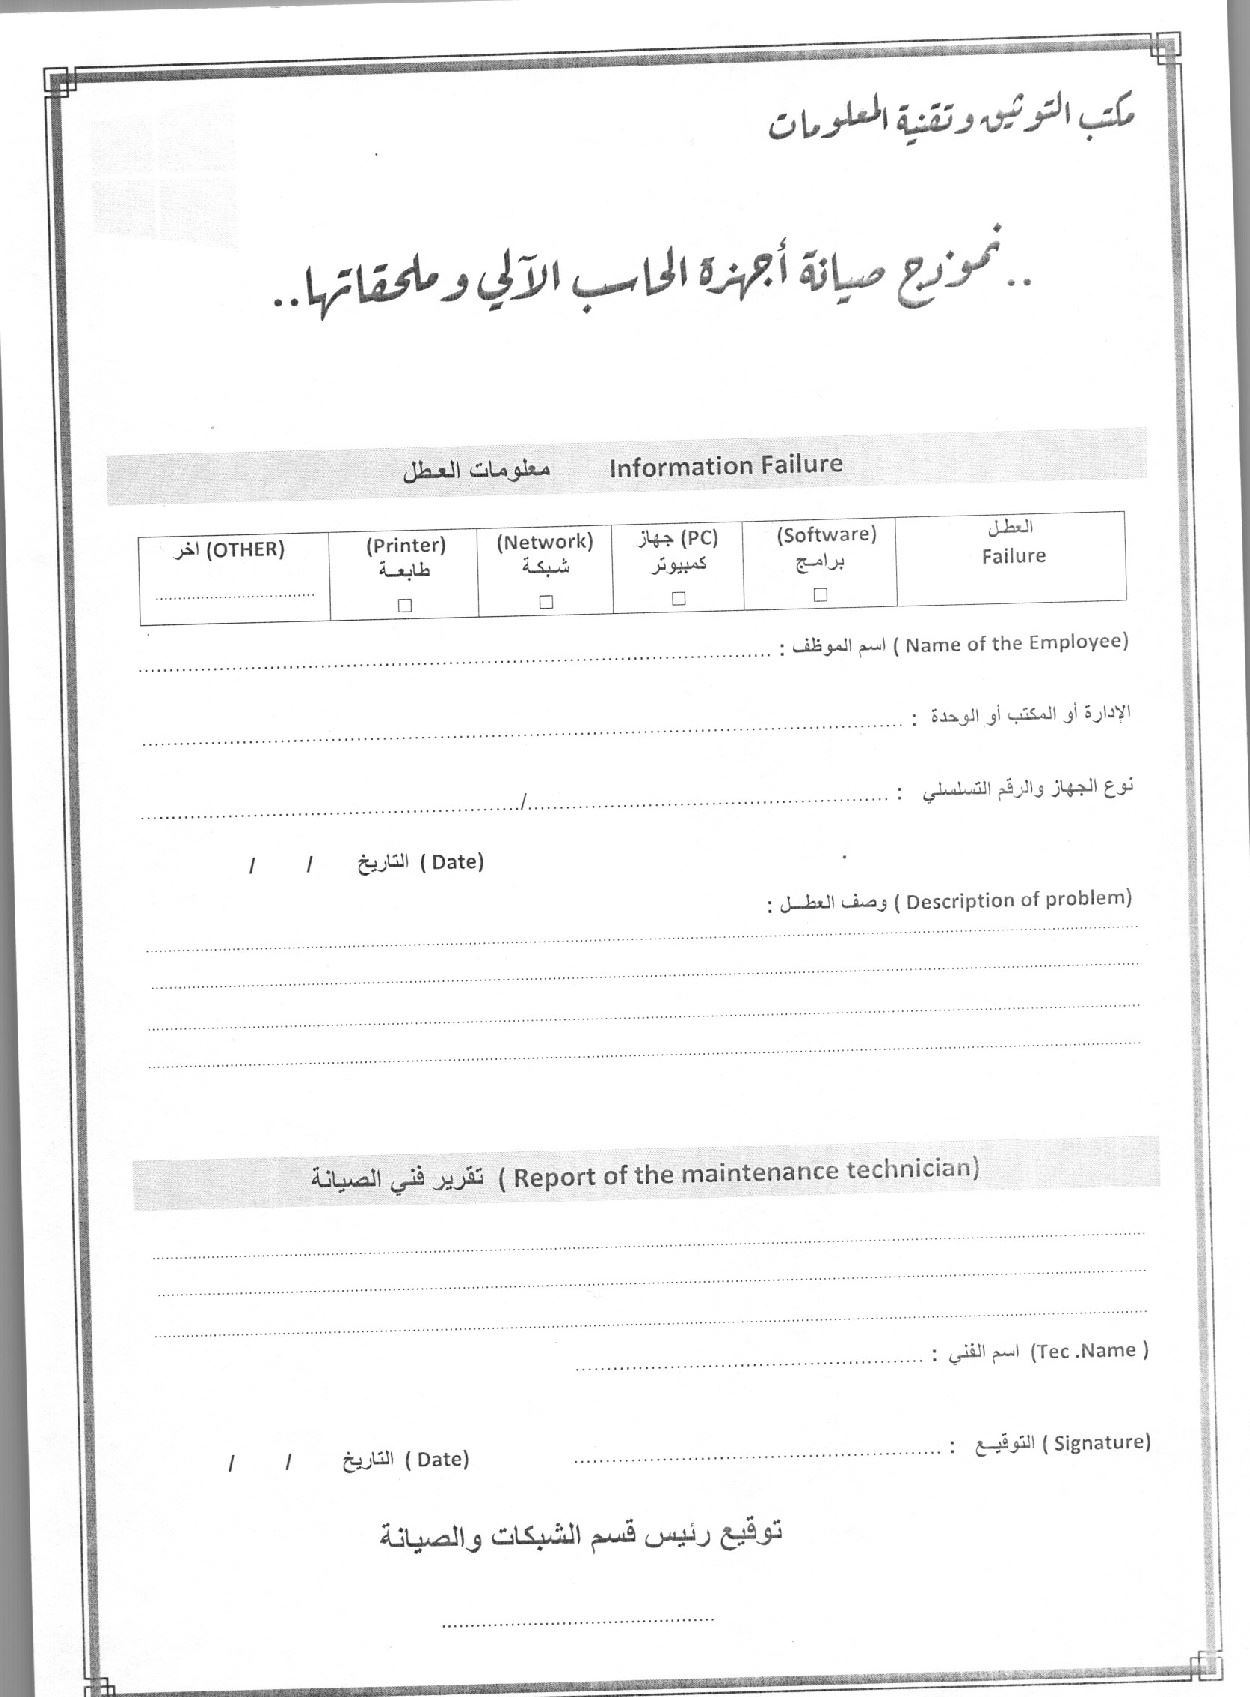 مكتب التوثيق وتقنية المعلومات
..نموذج صيانة أجهزة الحاسب الآلي وملحقاتها..
معلومات العطل Information Failure
العطل Failure (Software) برامج □ (PC) جهاز كمبيوتر □ (Network) شبكة □ (Printer) طابعة □ (OTHER) اخر ........................
(Name of the Employee ) اسم الموظف : ........................
الإدارة أو المكتب أو الوحدة : ........................
نوع الجهاز والرقم التسلسلي : ......................../........................
(Date ) التاريخ / /
(Description of problem ) وصف العطــل :
........................
........................
........................
........................
(Report of the maintenance technician ) تقرير فني الصيانة
........................
........................
........................
(Tec .Name ) اسم الفني : ........................
(Signature ) التوقيـع : ........................ (Date ) التاريخ / /
توقيع رئيس قسم الشبكات والصيانة
........................